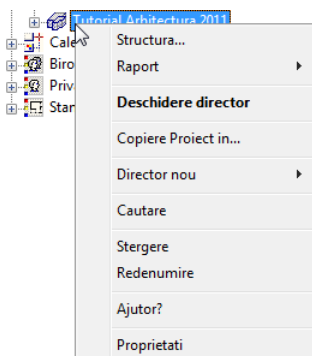 Tutorial Arhitectura 2011
Cale
Biro
Priv
Star
Structura...
Raport
Deschidere director
Copiere Proiect in...
Director nou
Cautare
Stergere
Redenumire
Ajutor?
Proprietati